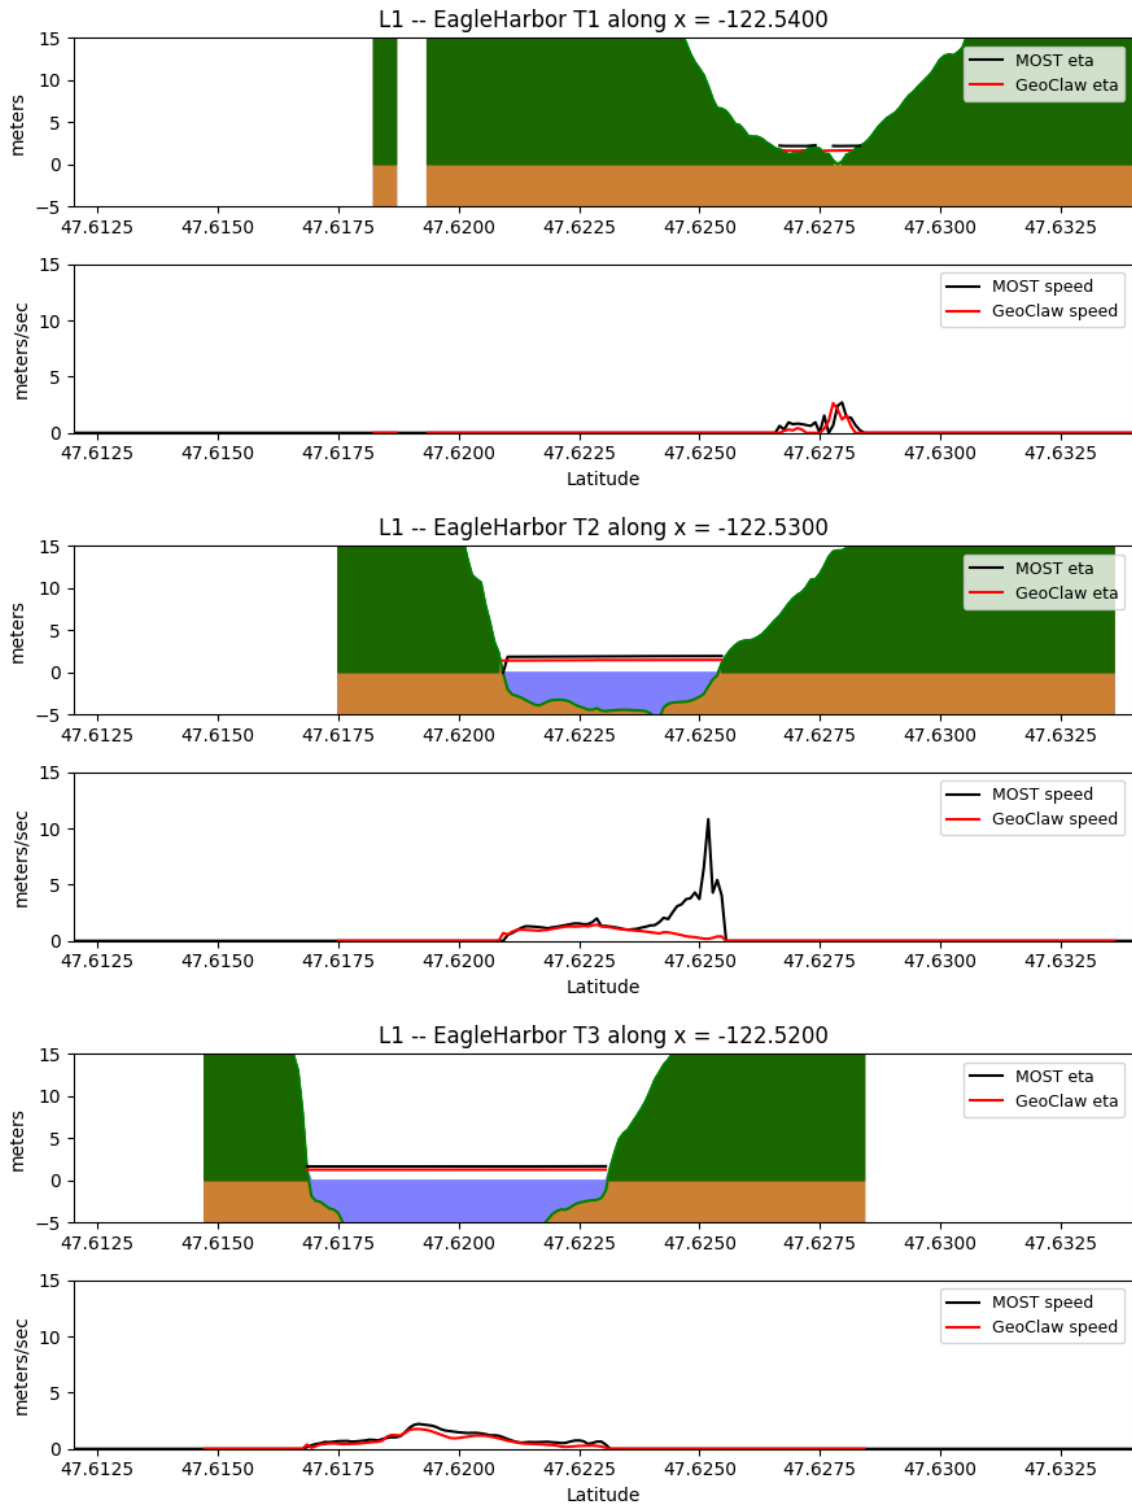 L1 -- EagleHarbor T1 along x = -122.5400
15
10
5
0
−5
meters
MOST eta
GeoClaw eta
47.6125 47.6150 47.6175 47.6200 47.6225 47.6250 47.6275 47.6300 47.6325
15
10
5
0
meters/sec
MOST speed
GeoClaw speed
47.6125 47.6150 47.6175 47.6200 47.6225 47.6250 47.6275 47.6300 47.6325
Latitude
L1 -- EagleHarbor T2 along x = -122.5300
15
10
5
0
−5
meters
MOST eta
GeoClaw eta
47.6125 47.6150 47.6175 47.6200 47.6225 47.6250 47.6275 47.6300 47.6325
15
10
5
0
meters/sec
MOST speed
GeoClaw speed
47.6125 47.6150 47.6175 47.6200 47.6225 47.6250 47.6275 47.6300 47.6325
Latitude
L1 -- EagleHarbor T3 along x = -122.5200
15
10
5
0
−5
meters
MOST eta
GeoClaw eta
47.6125 47.6150 47.6175 47.6200 47.6225 47.6250 47.6275 47.6300 47.6325
15
10
5
0
meters/sec
MOST speed
GeoClaw speed
47.6125 47.6150 47.6175 47.6200 47.6225 47.6250 47.6275 47.6300 47.6325
Latitude